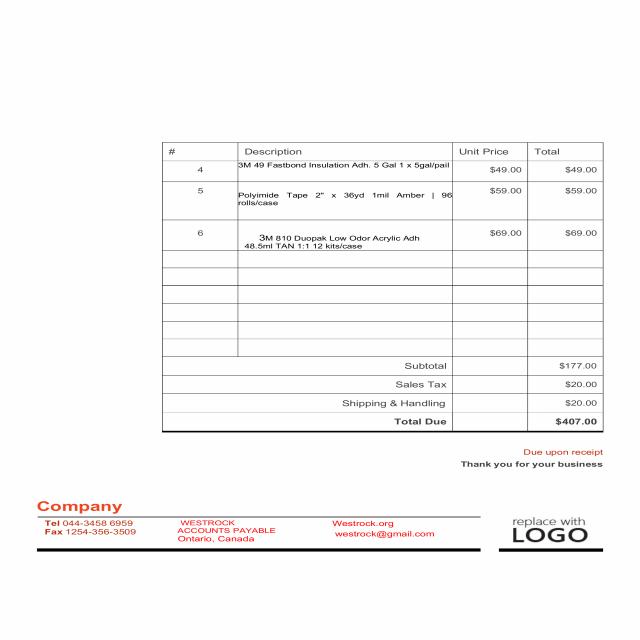 # Description Unit Price Total
4 3M 49 Fastbond Insulation Adh. 5 Gal 1 x 5gal/pail $49.00 $49.00
5 Polyimide Tape 2" x 36yd 1mil Amber | 96 $59.00 $59.00
rolls/case
6 3M 810 Duopak Low Odor Acrylic Adh $69.00 $69.00
48.5ml TAN 1:1 12 kits/case
Subtotal $177.00
Sales Tax $20.00
Shipping & Handling $20.00
Total Due $407.00
Due upon receipt
Thank you for your business
Company
Tel 044-3458 6959 WESTROCK Westrock.org
Fax 1254-356-3509 ACCOUNTS PAYABLE westrock@gmail.com
Ontario, Canada
replace with
LOGO